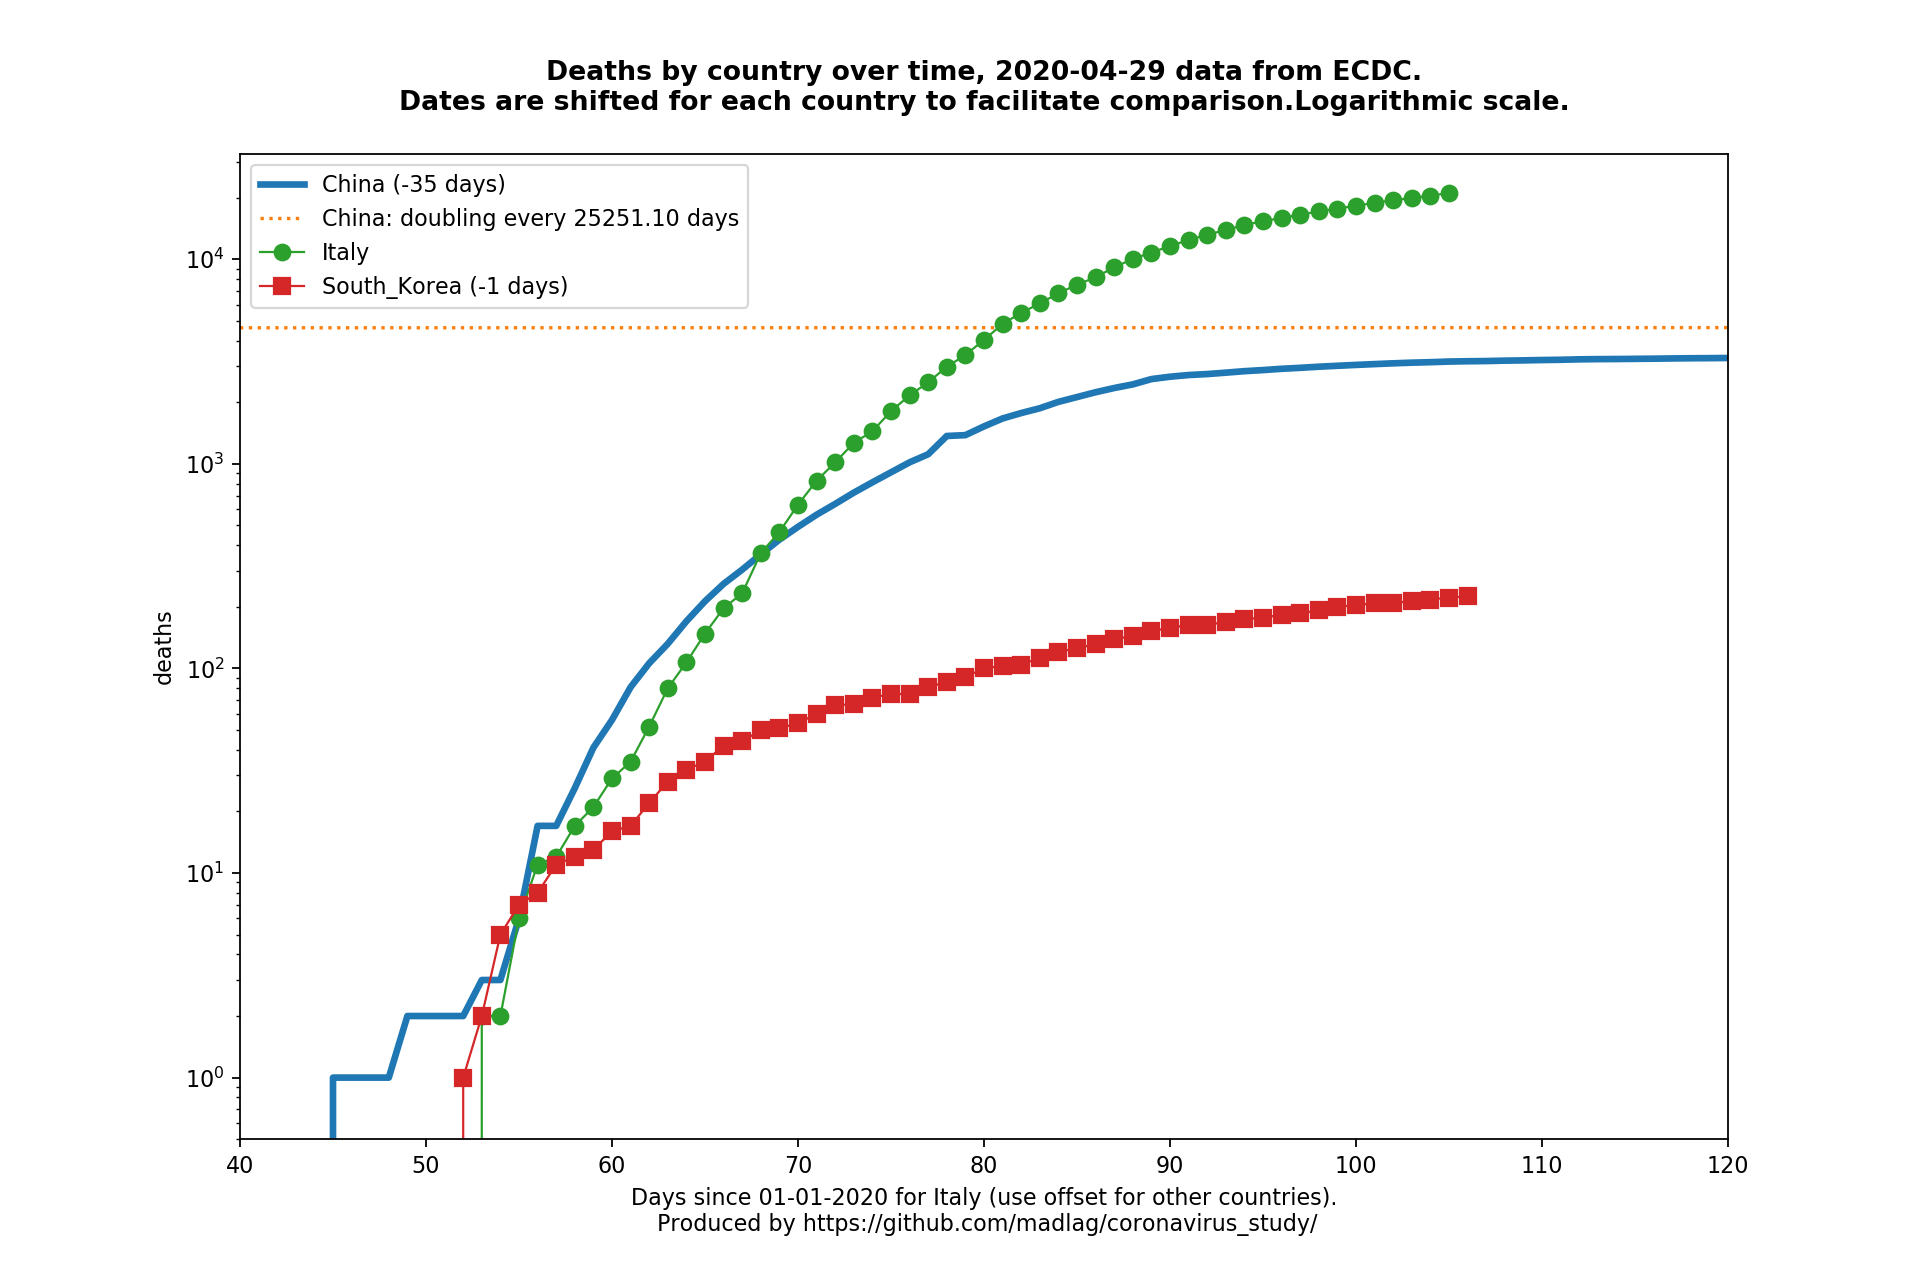 Deaths by country over time, 2020-04-29 data from ECDC.
Dates are shifted for each country to facilitate comparison.Logarithmic scale.
China (-35 days)
China: doubling every 25251.10 days
Italy
South_Korea (-1 days)
10⁴
10³
10²
10¹
10⁰
deaths
40 50 60 70 80 90 100 110 120
Days since 01-01-2020 for Italy (use offset for other countries).
Produced by https://github.com/madlag/coronavirus_study/